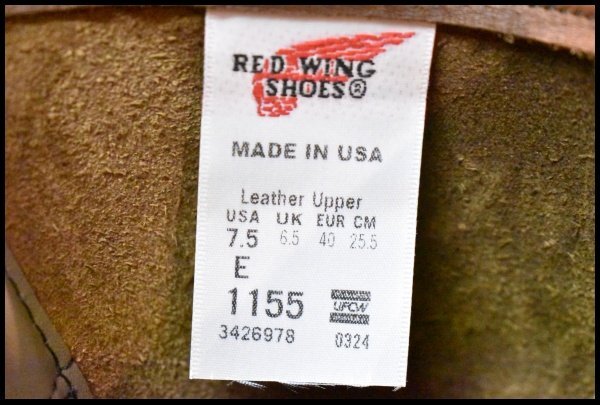 RED WING
SHOES®
MADE IN USA
Leather Upper
USA UK EUR CM
7.5 6.5 40 25.5
E
1155 UFCW
3426978 0324